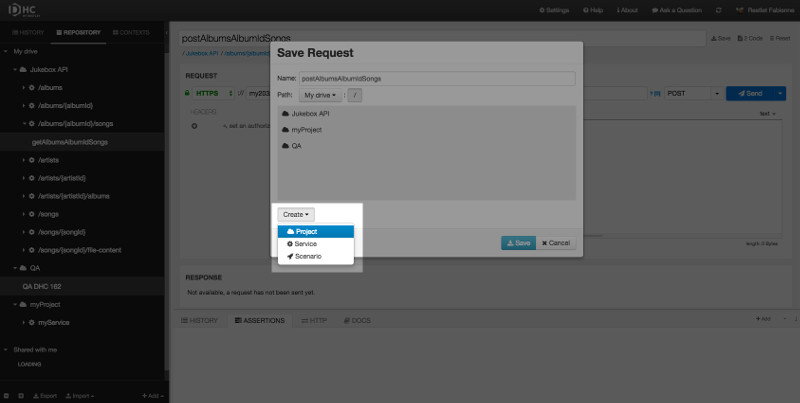 DHC
Settings Help About Ask a Question Restlet Fabienne
HISTORY REPOSITORY CONTEXTS
My drive
Jukebox API
/albums
/albums/{albumId}
/albums/{albumId}/songs
getAlbumsAlbumIdSongs
/artists
/artists/{artistId}
/artists/{artistId}/albums
/songs
/songs/{songId}
/songs/{songId}/file-content
QA
QA DHC 162
myProject
myService
Shared with me
LOADING
Export Import Add
postAlbumsAlbumIdSongs
Save 2 Code Reset
/ Jukebox API / /albums/
REQUEST
HTTPS :// my203
POST Send
HEADERS
set an authoriz
Text
length: 0 Bytes
Save Request
Name: postAlbumsAlbumIdSongs
Path: My drive : /
Jukebox API
myProject
QA
Create
Project
Service
Scenario
Save Cancel
RESPONSE
Not available, a request has not been sent yet.
HISTORY ASSERTIONS HTTP DOCS
Add